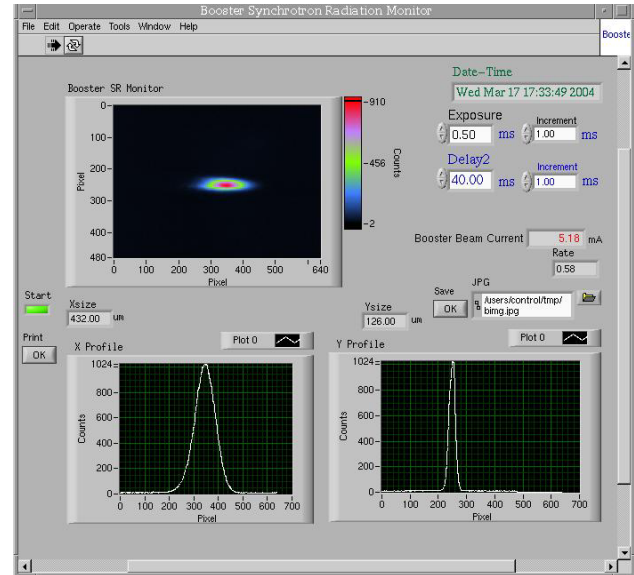 Booster Synchrotron Radiation Monitor
File Edit Operate Tools Window Help
Booste
Date-Time
Wed Mar 17 17:33:49 2004
Booster SR Monitor
Exposure
Increment
0.50 ms 1.00 ms
Delay2
Increment
40.00 ms 1.00 ms
0-
100-
200-
300-
400-
480-
Pixel
0 100 200 300 400 500 640
Pixel
-910
-456
-2
Counts
Booster Beam Current 5.18 mA
Rate
0.58
Start
Xsize
432.00 um
Ysize
126.00 um
Save
OK
JPG
/users/control/tmp/
bimg.jpg
Print
OK
X Profile
Plot 0
1024-
800-
600-
400-
200-
0-
Counts
0 100 200 300 400 500 600 700
Pixel
Y Profile
Plot 0
1024-
800-
600-
400-
200-
0-
Counts
0 100 200 300 400 500 600 700
Pixel